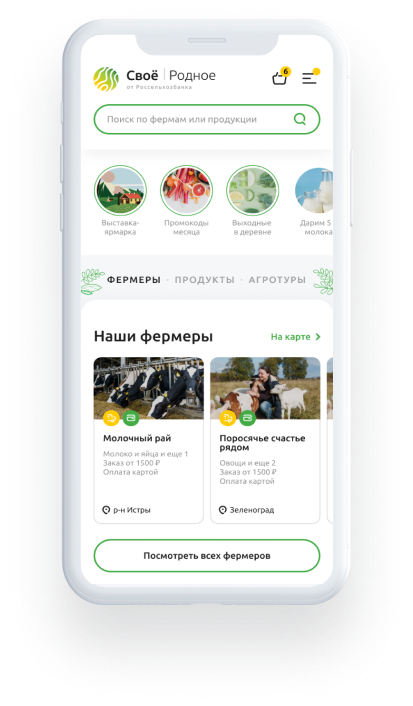 Своё | Родное
от Россельхозбанка
6
Поиск по фермам или продукции
Выставка-
ярмарка
Промокоды
месяца
Выходные
в деревне
Дарим 5
молока
ФЕРМЕРЫ · ПРОДУКТЫ · АГРОТУРЫ
Наши фермеры
На карте
Молочный рай
Молоко и яйца и еще 1
Заказ от 1500 ₽
Оплата картой
р-н Истры
Поросячье счастье
рядом
Овощи и еще 2
Заказ от 1500 ₽
Оплата картой
Зеленоград
Посмотреть всех фермеров